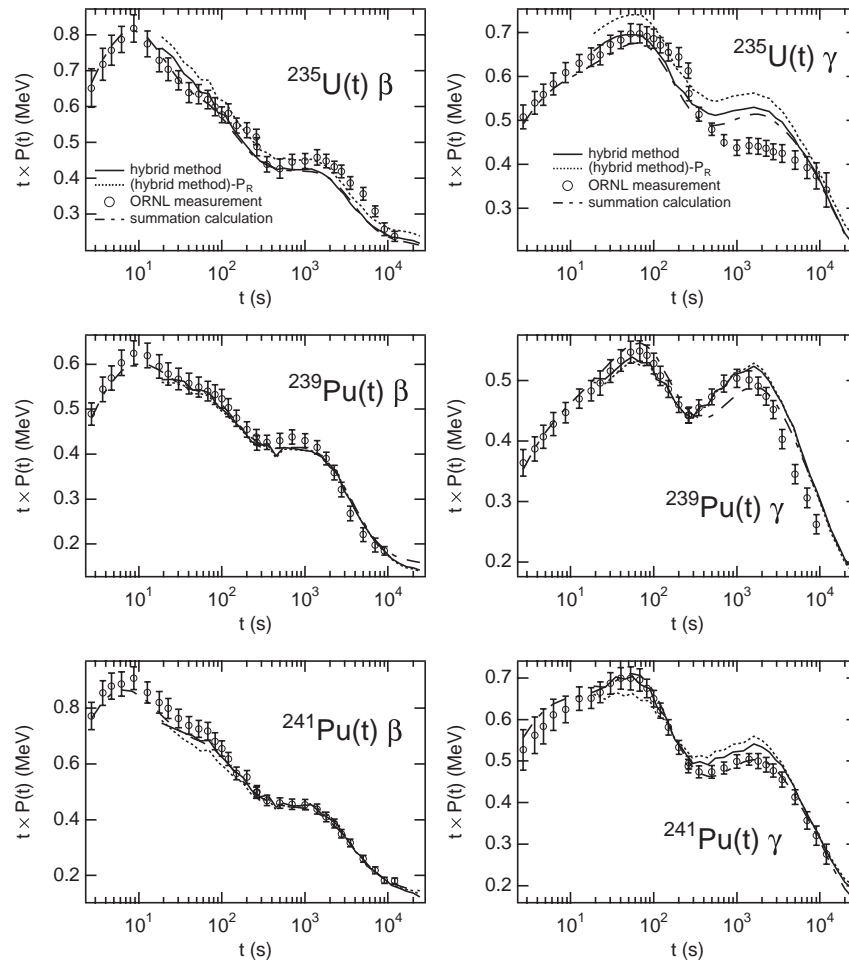 0.8
0.7
0.6
0.5
0.4
0.3
t × P(t) (MeV)
²³⁵U(t) β
hybrid method
(hybrid method)-P_R
ORNL measurement
summation calculation
10¹ 10² 10³ 10⁴
t (s)
0.7
0.6
0.5
0.4
0.3
t × P(t) (MeV)
²³⁵U(t) γ
hybrid method
(hybrid method)-P_R
ORNL measurement
summation calculation
10¹ 10² 10³ 10⁴
t (s)
0.6
0.5
0.4
0.3
0.2
t × P(t) (MeV)
²³⁹Pu(t) β
10¹ 10² 10³ 10⁴
t (s)
0.5
0.4
0.3
0.2
t × P(t) (MeV)
²³⁹Pu(t) γ
10¹ 10² 10³ 10⁴
t (s)
0.8
0.6
0.4
0.2
t × P(t) (MeV)
²⁴¹Pu(t) β
10¹ 10² 10³ 10⁴
t (s)
0.7
0.6
0.5
0.4
0.3
0.2
t × P(t) (MeV)
²⁴¹Pu(t) γ
10¹ 10² 10³ 10⁴
t (s)